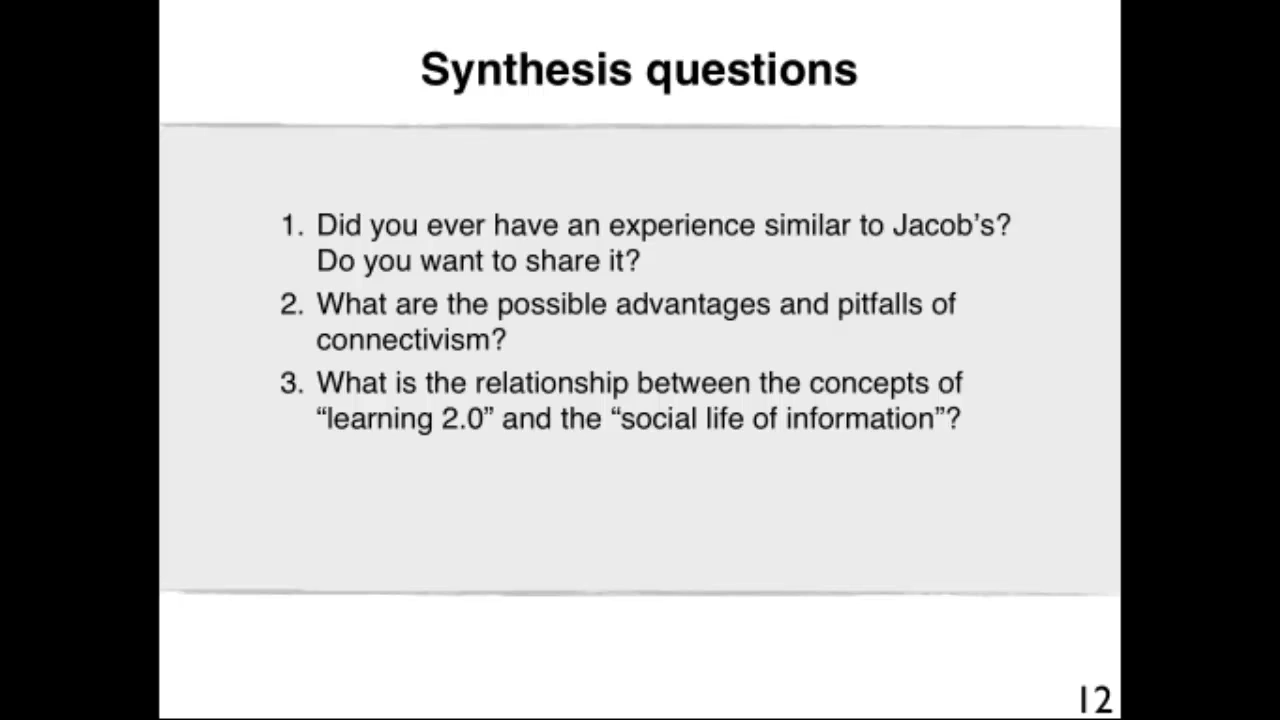 Synthesis questions
1. Did you ever have an experience similar to Jacob’s?
Do you want to share it?
2. What are the possible advantages and pitfalls of
connectivism?
3. What is the relationship between the concepts of
“learning 2.0” and the “social life of information”?
12